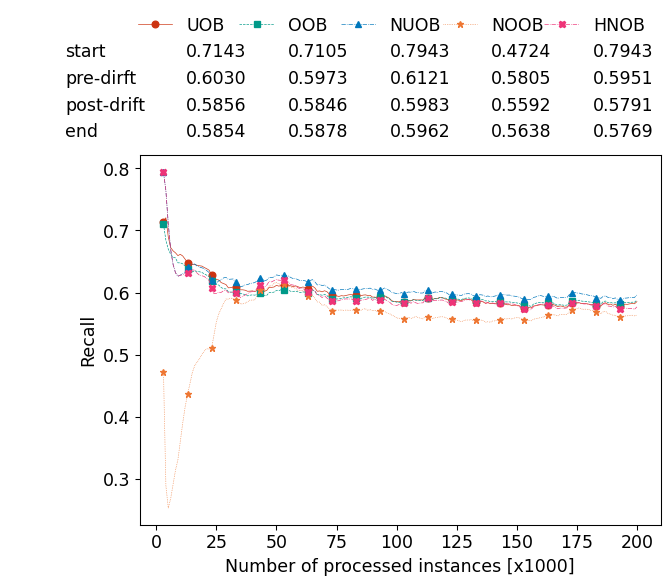 UOB OOB NUOB NOOB HNOB
start 0.7143 0.7105 0.7943 0.4724 0.7943
pre-dirft 0.6030 0.5973 0.6121 0.5805 0.5951
post-drift 0.5856 0.5846 0.5983 0.5592 0.5791
end 0.5854 0.5878 0.5962 0.5638 0.5769
0.8
0.7
0.6
0.5
0.4
0.3
Recall
0 25 50 75 100 125 150 175 200
Number of processed instances [x1000]